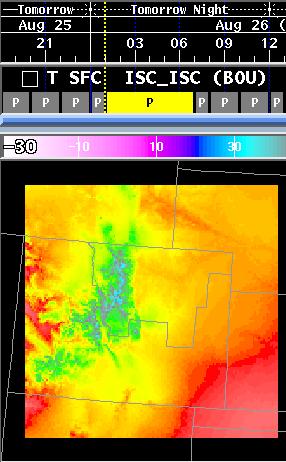 Tomorrow Tomorrow Night
Aug 25 Aug 26 (
21 03 06 09 12
T SFC ISC_ISC (BOU)
P P P P P P P P P
-30 -10 10 30